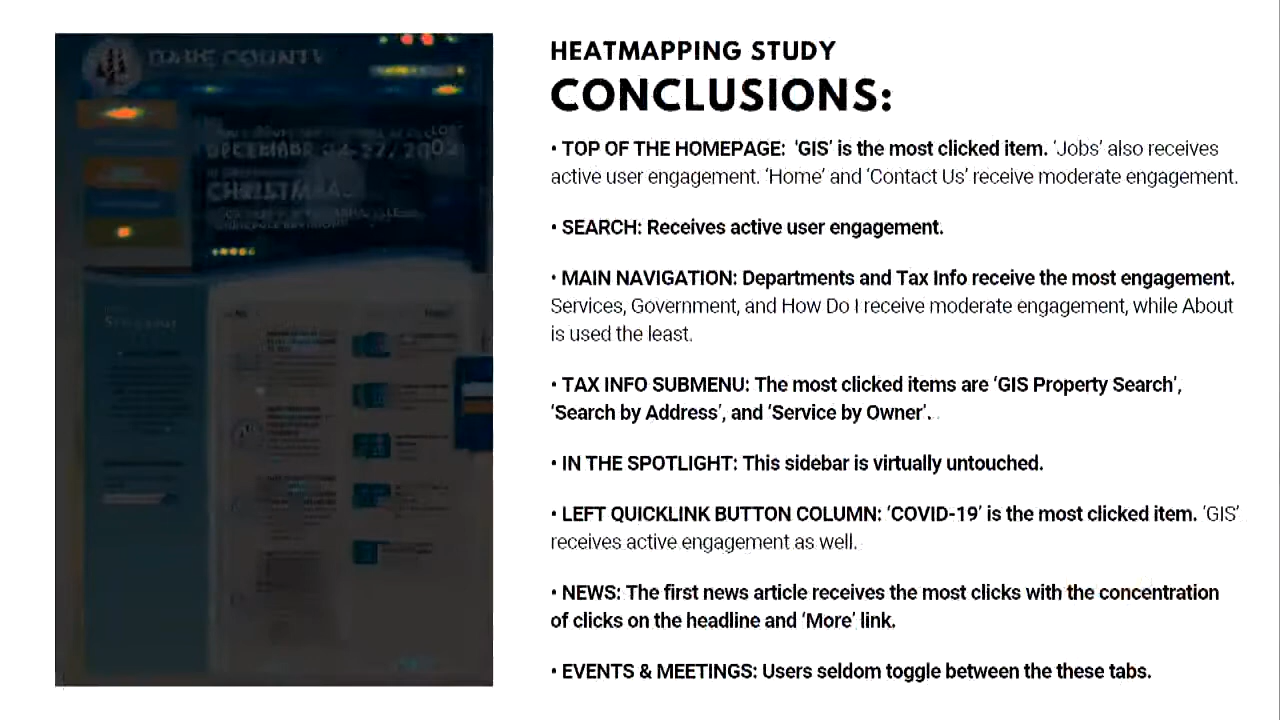 COUNTY
DECEMBER 24-27, 202
CHRISTMAS
HEATMAPPING STUDY
CONCLUSIONS:
• TOP OF THE HOMEPAGE: 'GIS' is the most clicked item. 'Jobs' also receives
active user engagement. 'Home' and 'Contact Us' receive moderate engagement.
• SEARCH: Receives active user engagement.
• MAIN NAVIGATION: Departments and Tax Info receive the most engagement.
Services, Government, and How Do I receive moderate engagement, while About
is used the least.
• TAX INFO SUBMENU: The most clicked items are 'GIS Property Search',
'Search by Address', and 'Service by Owner'.
• IN THE SPOTLIGHT: This sidebar is virtually untouched.
• LEFT QUICKLINK BUTTON COLUMN: 'COVID-19' is the most clicked item. 'GIS'
receives active engagement as well.
• NEWS: The first news article receives the most clicks with the concentration
of clicks on the headline and 'More' link.
• EVENTS & MEETINGS: Users seldom toggle between the these tabs.